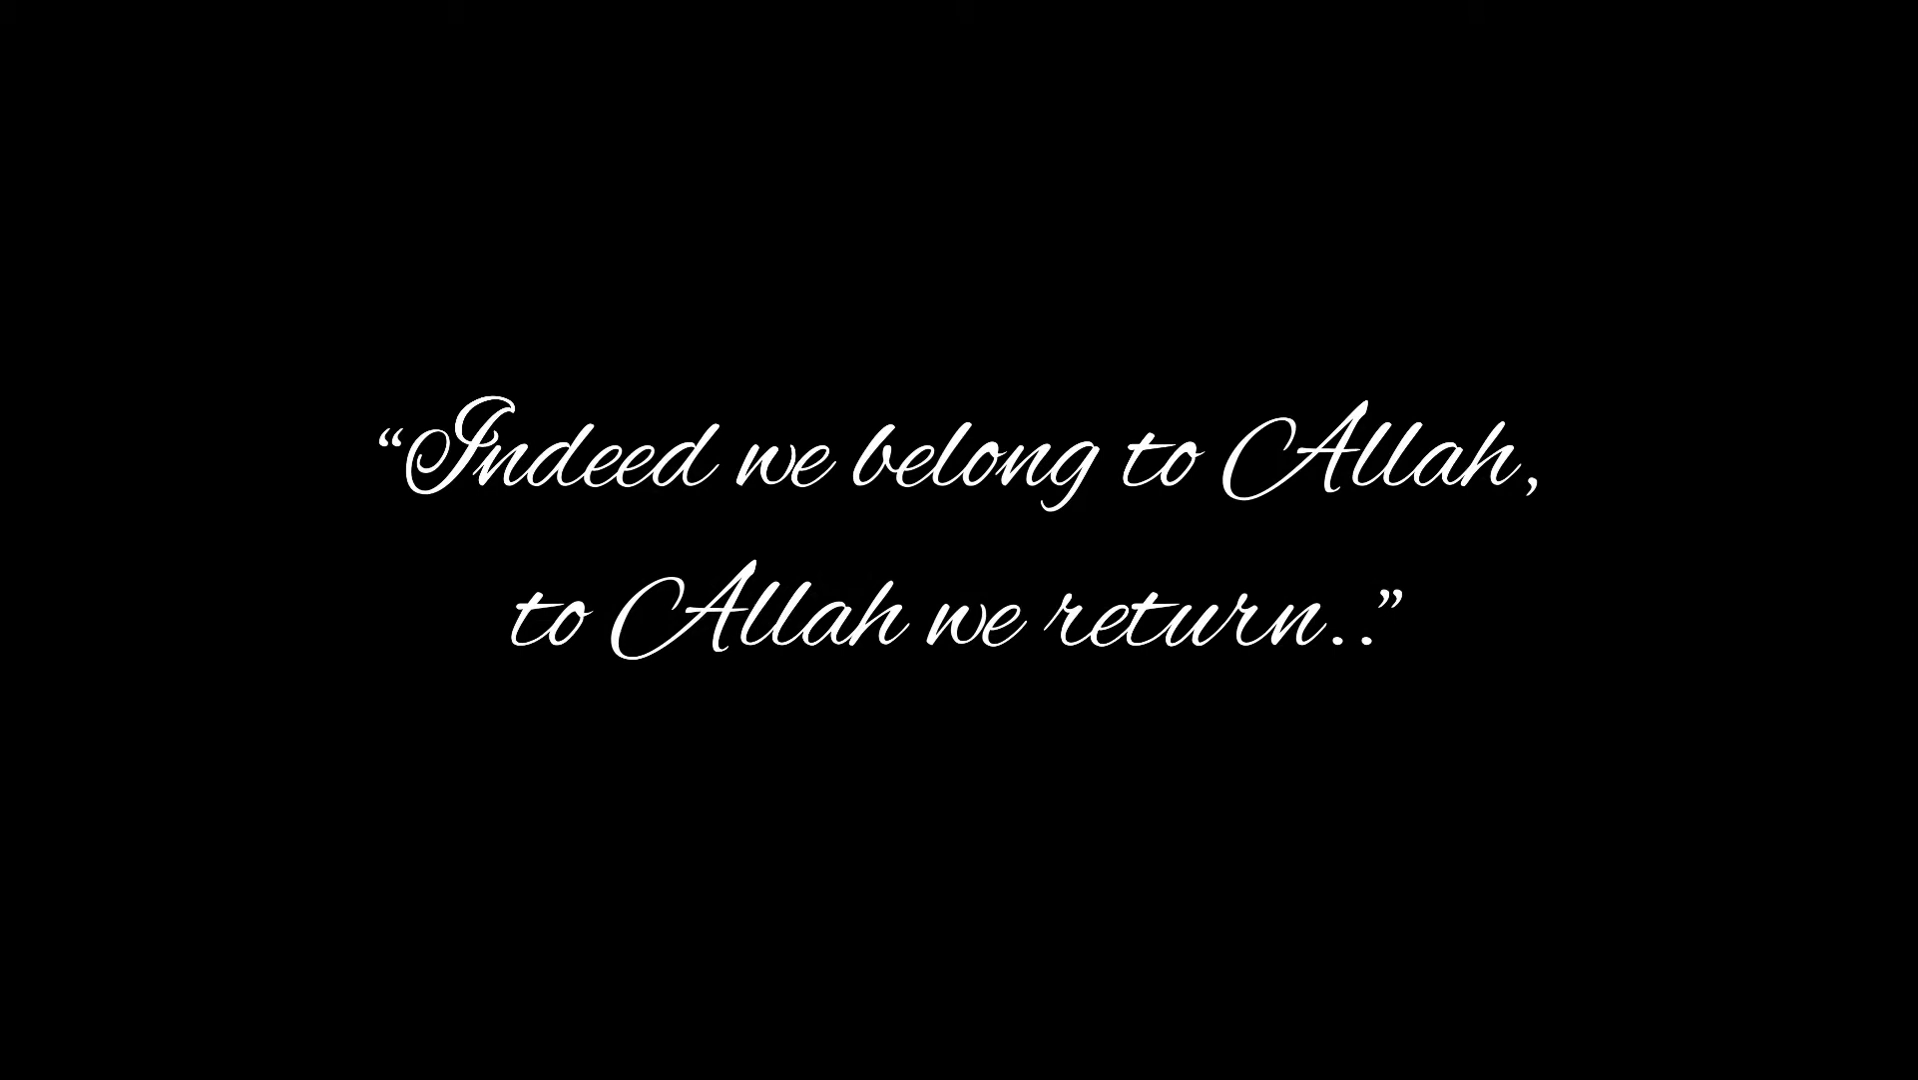 “Indeed we belong to Allah,
to Allah we return..”